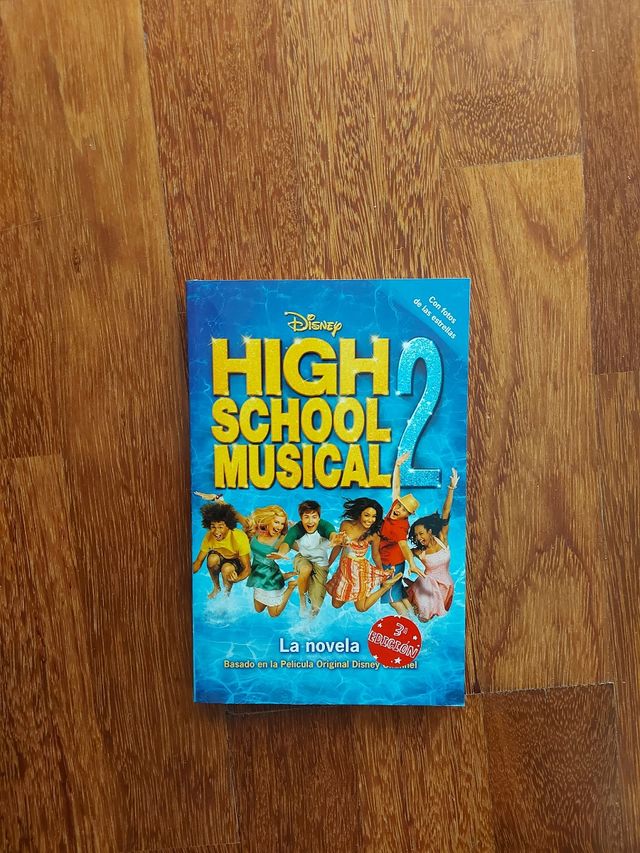 Disney
Con fotos
de las estrellas
HIGH
SCHOOL
MUSICAL 2
La novela
3ª
EDICIÓN
Basado en la Película Original Disney Channel